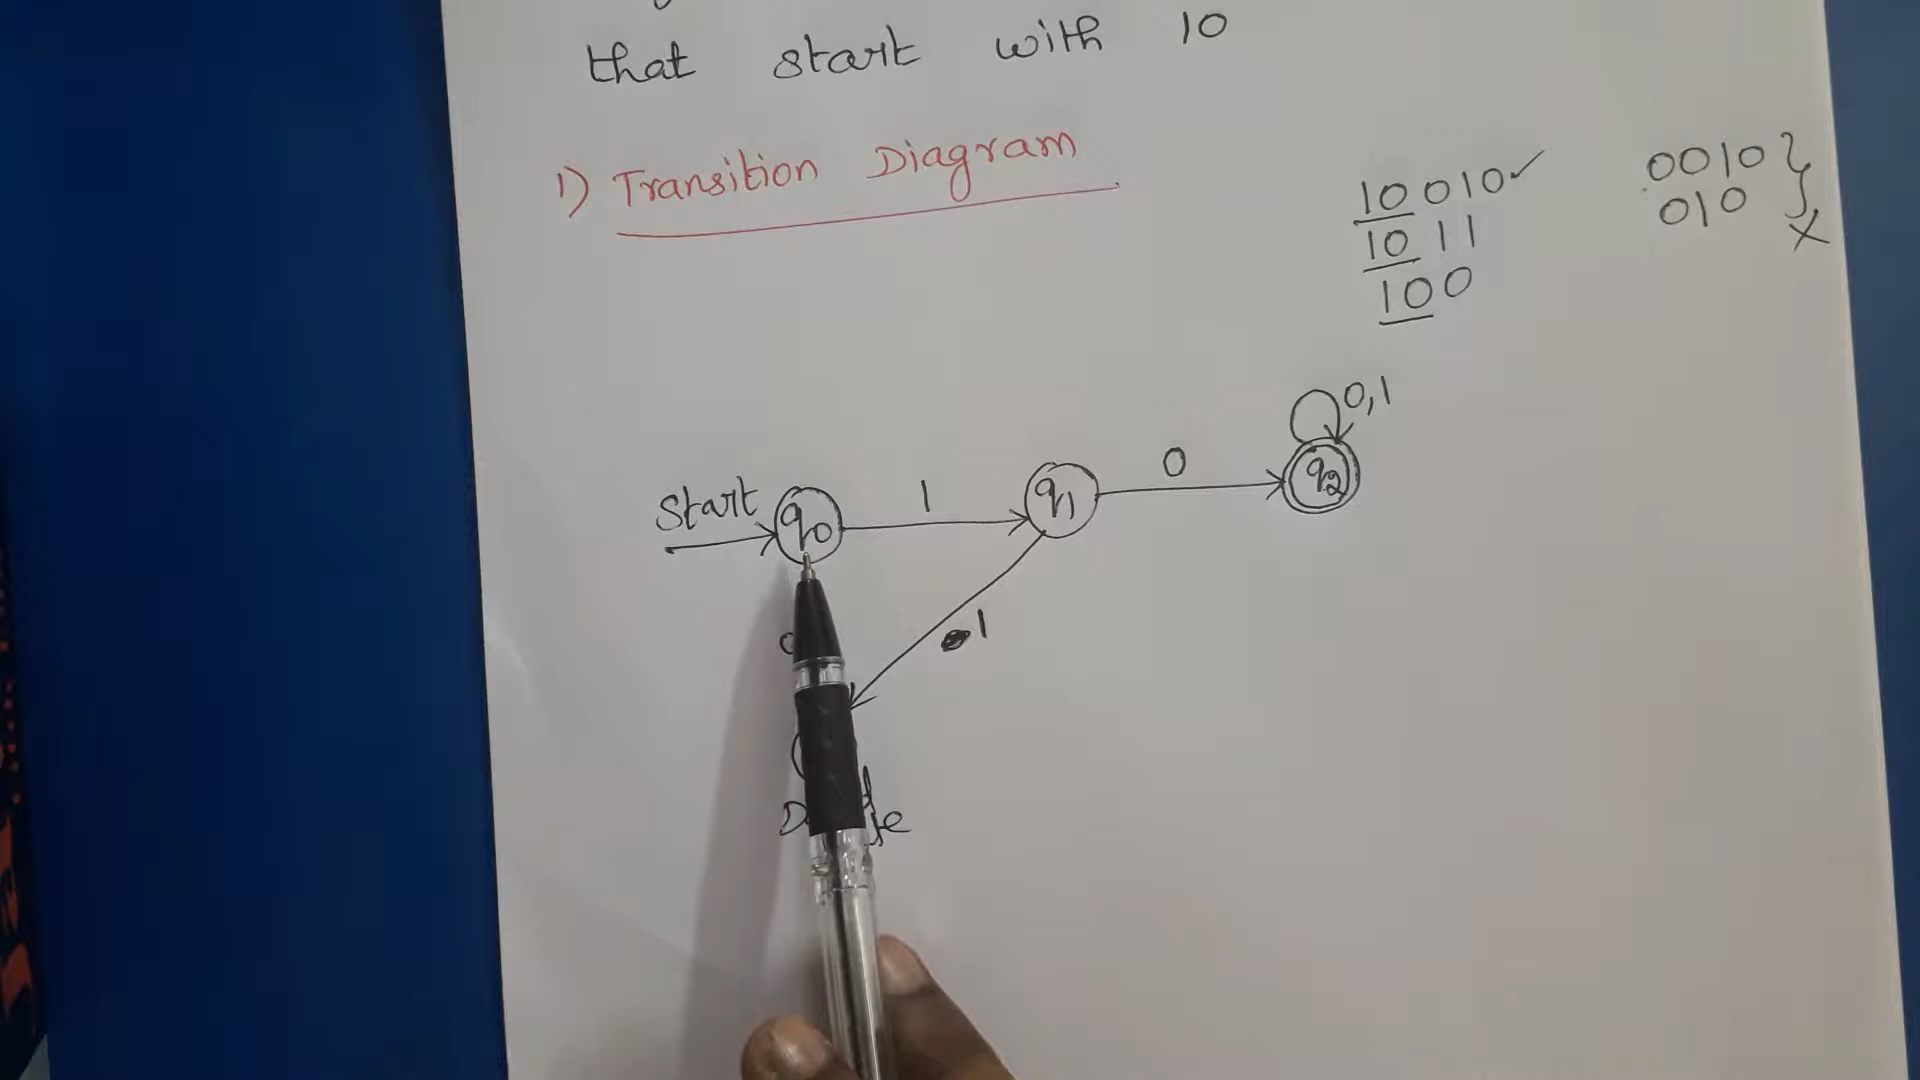 that start with 10
1) Transition Diagram
10010✓
1011
100
0010
010
X
0,1
Start
q0
1
q1
0
q2
1